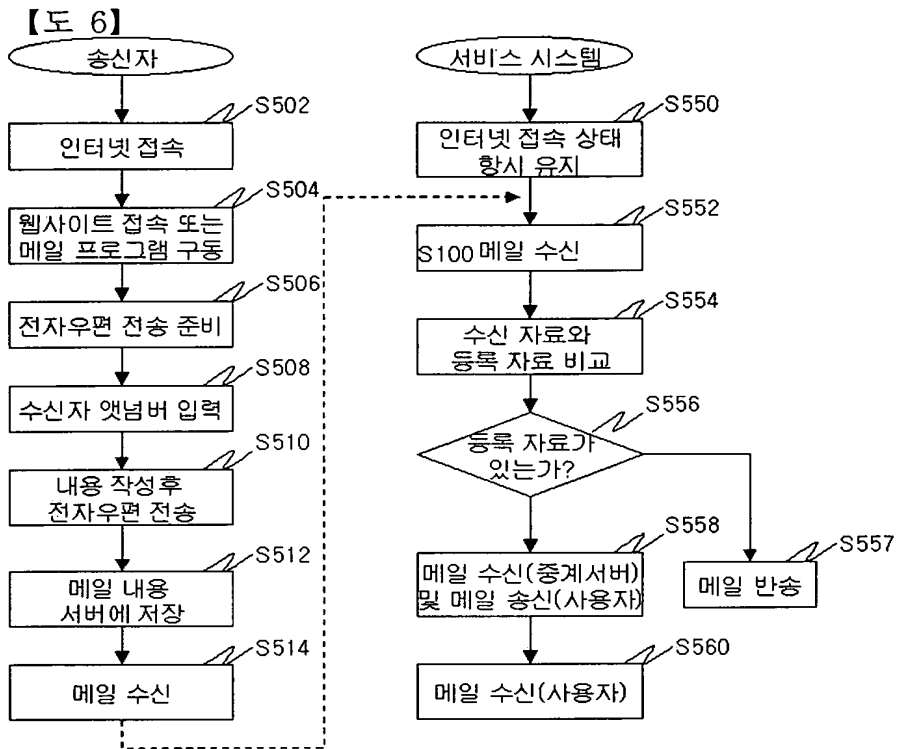 【도 6】
송신자
S502
인터넷 접속
S504
웹사이트 접속 또는
메일 프로그램 구동
S506
전자우편 전송 준비
S508
수신자 앳넘버 입력
S510
내용 작성후
전자우편 전송
S512
메일 내용
서버에 저장
S514
메일 수신
서비스 시스템
S550
인터넷 접속 상태
항시 유지
S552
S100 메일 수신
S554
수신 자료와
등록 자료 비교
S556
등록 자료가
있는가?
S558
메일 수신(중계서버)
및 메일 송신(사용자)
S557
메일 반송
S560
메일 수신(사용자)